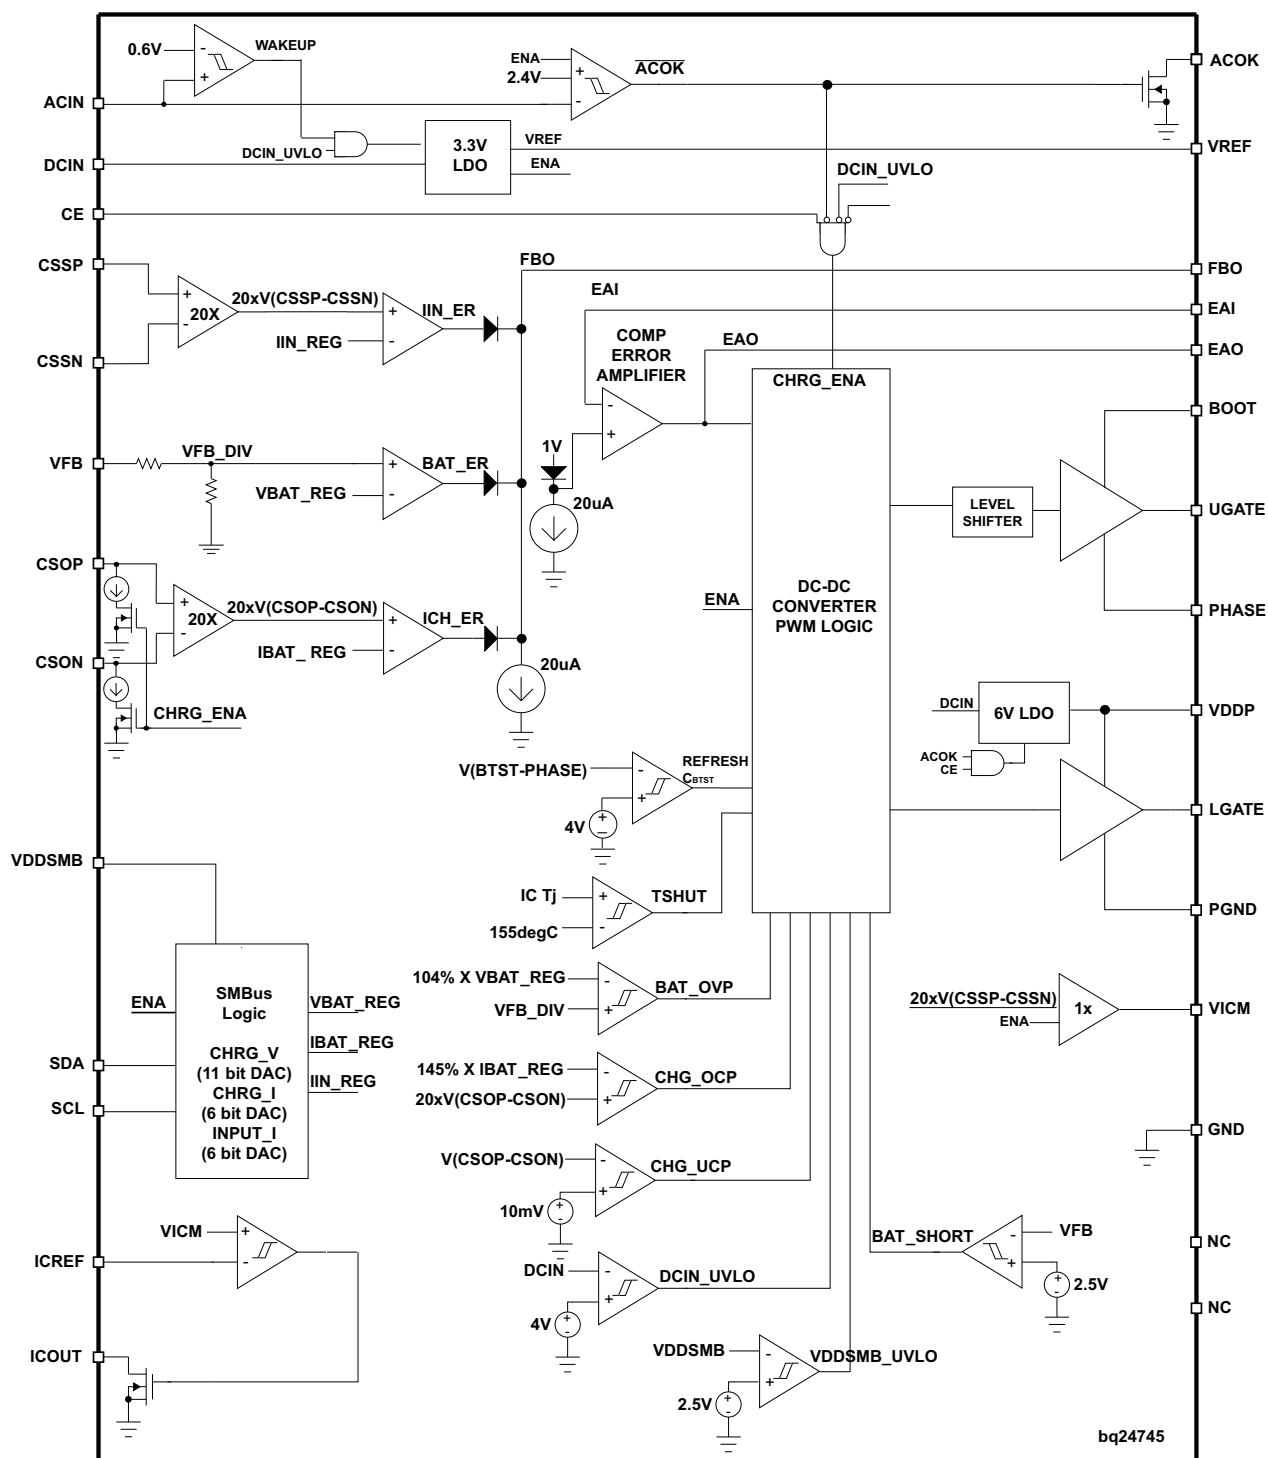 0.6V
WAKEUP
ENA
2.4V
ACOK
ACOK
ACIN
DCIN_UVLO
3.3V
LDO
VREF
ENA
VREF
DCIN
DCIN_UVLO
CE
CSSP
20X
20xV(CSSP-CSSN)
IIN_REG
IIN_ER
CSSN
FBO
FBO
EAI
EAI
COMP
ERROR
AMPLIFIER
EAO
EAO
CHRG_ENA
BOOT
VFB
VFB_DIV
VBAT_REG
BAT_ER
1V
20uA
LEVEL
SHIFTER
UGATE
CSOP
20X
20xV(CSOP-CSON)
IBAT_ REG
ICH_ER
20uA
CSON
CHRG_ENA
ENA
DC-DC
CONVERTER
PWM LOGIC
PHASE
DCIN
6V LDO
VDDP
ACOK
CE
V(BTST-PHASE)
REFRESH
CBTST
4V
LGATE
VDDSMB
IC Tj
155degC
TSHUT
PGND
ENA
SMBus
Logic
CHRG_V
(11 bit DAC)
CHRG_I
(6 bit DAC)
INPUT_I
(6 bit DAC)
VBAT_REG
IBAT_REG
IIN_REG
SDA
SCL
104% X VBAT_REG
VFB_DIV
BAT_OVP
20xV(CSSP-CSSN)
ENA
1x
VICM
145% X IBAT_REG
20xV(CSOP-CSON)
CHG_OCP
V(CSOP-CSON)
10mV
CHG_UCP
GND
VICM
ICREF
BAT_SHORT
VFB
2.5V
NC
NC
DCIN
4V
DCIN_UVLO
ICOUT
VDDSMB
2.5V
VDDSMB_UVLO
bq24745